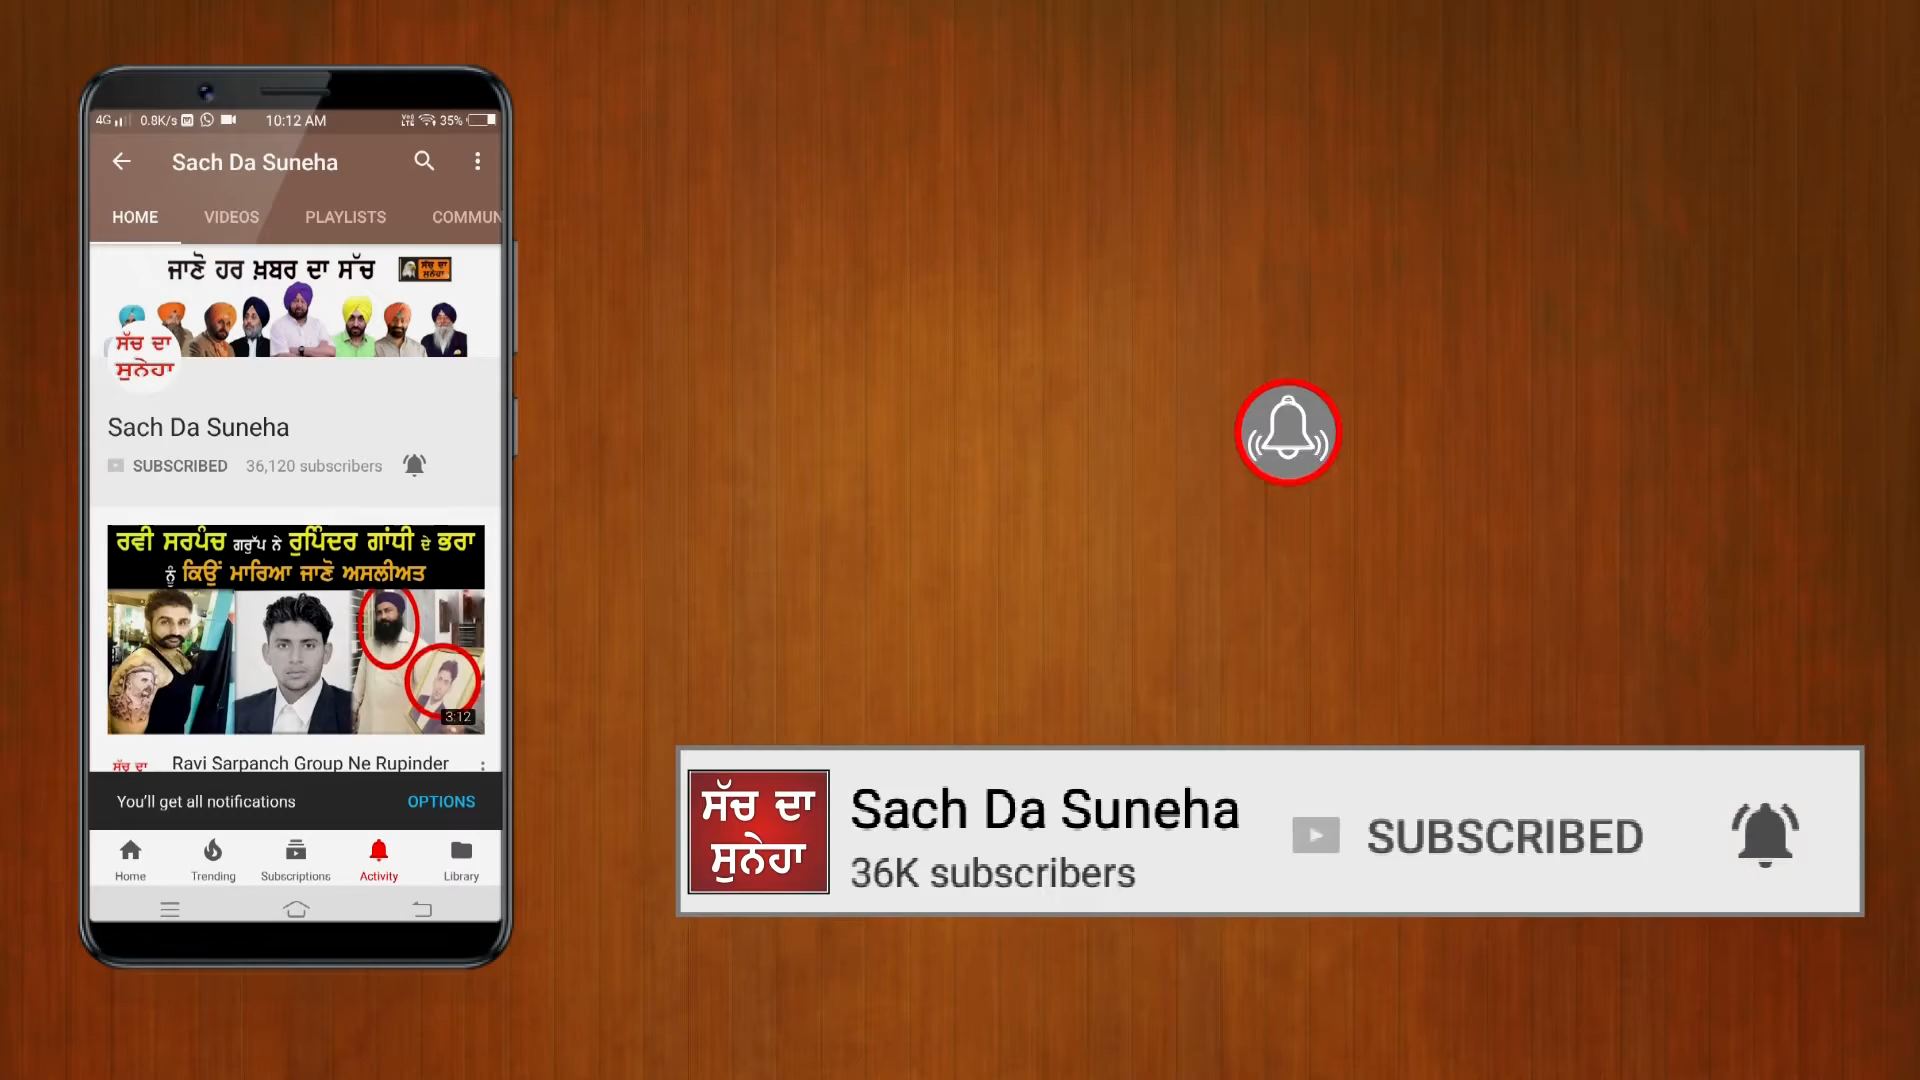 4G 0.8K/s 10:12 AM VoO LTE 35%
Sach Da Suneha
HOME VIDEOS PLAYLISTS COMMUN
ਜਾਣੋ ਹਰ ਖ਼ਬਰ ਦਾ ਸੱਚ
ਸੱਚ ਦਾ
ਸੁਨੇਹਾ
ਸੱਚ ਦਾ
ਸੁਨੇਹਾ
Sach Da Suneha
SUBSCRIBED 36,120 subscribers
ਰਵੀ ਸਰਪੰਚ ਗਰੁੱਪ ਨੇ ਰੁਪਿੰਦਰ ਗਾਂਧੀ ਦੇ ਭਰਾ
ਨੂੰ ਕਿਉਂ ਮਾਰਿਆ ਜਾਣੋ ਅਸਲੀਅਤ
3:12
ਸੱਚ ਦਾ
Ravi Sarpanch Group Ne Rupinder
You'll get all notifications OPTIONS
Home Trending Subscriptions Activity Library
ਸੱਚ ਦਾ
ਸੁਨੇਹਾ
Sach Da Suneha
36K subscribers
SUBSCRIBED